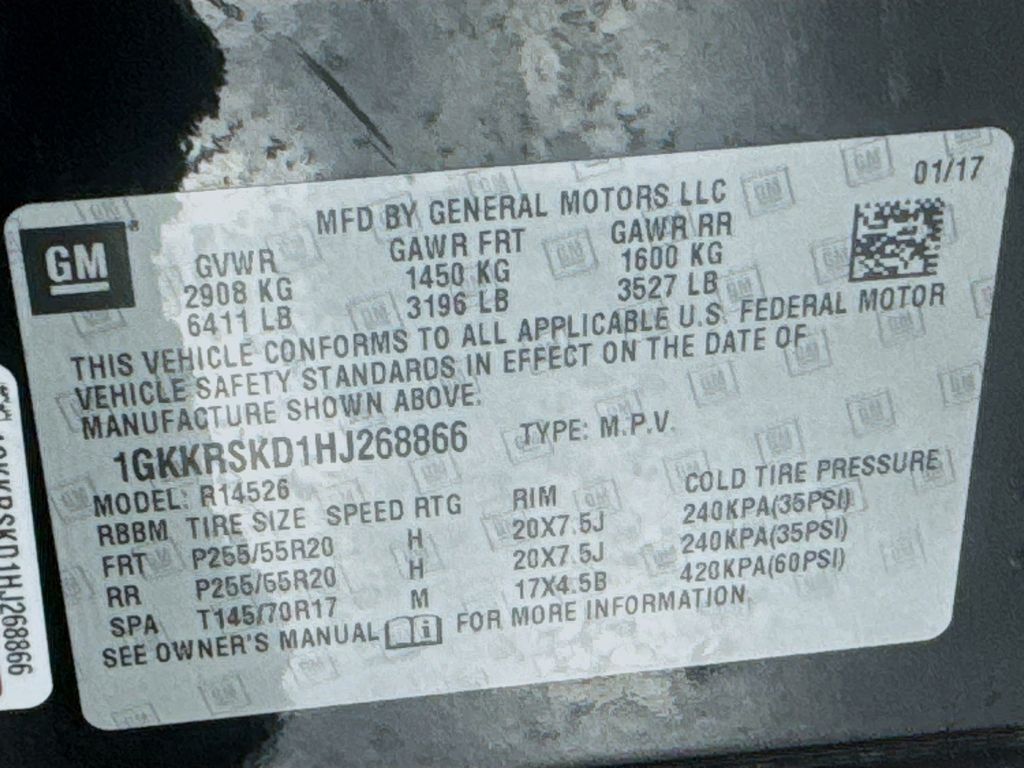 01/17
MFD BY GENERAL MOTORS LLC
GM
GVWR GAWR FRT GAWR RR
2908 KG 1450 KG 1600 KG
6411 LB 3196 LB 3527 LB
THIS VEHICLE CONFORMS TO ALL APPLICABLE U.S. FEDERAL MOTOR
VEHICLE SAFETY STANDARDS IN EFFECT ON THE DATE OF
MANUFACTURE SHOWN ABOVE.
1GKKRSKD1HJ268866 TYPE: M.P.V.
MODEL: R14526
RBBM TIRE SIZE SPEED RTG RIM COLD TIRE PRESSURE
FRT P255/55R20 H 20X7.5J 240KPA(35PSI)
RR P255/55R20 H 20X7.5J 240KPA(35PSI)
SPA T145/70R17 M 17X4.5B 420KPA(60PSI)
SEE OWNER'S MANUAL i FOR MORE INFORMATION
1GKKRSKD1HJ268866